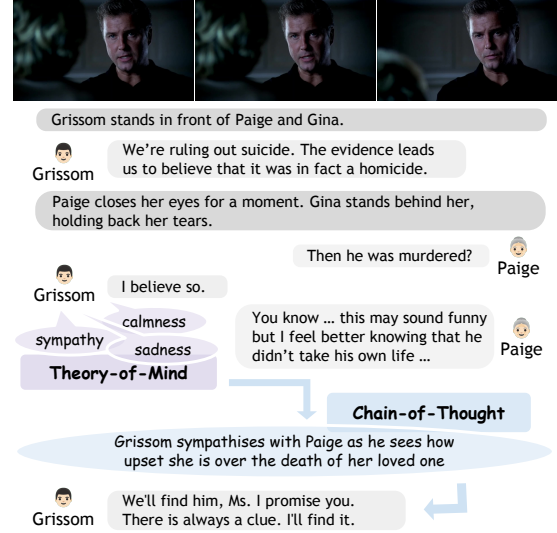 Grissom stands in front of Paige and Gina.
We're ruling out suicide. The evidence leads
us to believe that it was in fact a homicide.
Grissom
Paige closes her eyes for a moment. Gina stands behind her,
holding back her tears.
Then he was murdered?
Paige
I believe so.
Grissom
calmness
sympathy
sadness
Theory-of-Mind
You know … this may sound funny
but I feel better knowing that he
didn't take his own life …
Paige
Chain-of-Thought
Grissom sympathises with Paige as he sees how
upset she is over the death of her loved one
We'll find him, Ms. I promise you.
There is always a clue. I'll find it.
Grissom